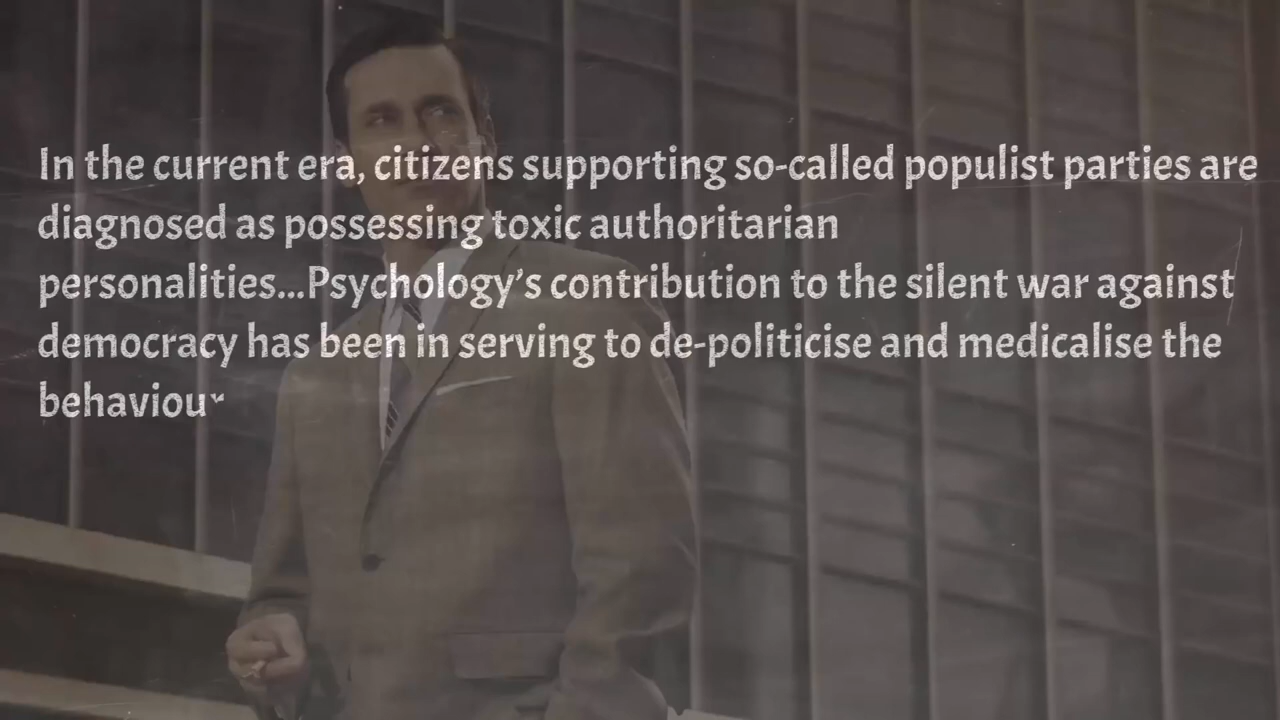 In the current era, citizens supporting so-called populist parties are
diagnosed as possessing toxic authoritarian
personalities...Psychology's contribution to the silent war against
democracy has been in serving to de-politicise and medicalise the
behaviour